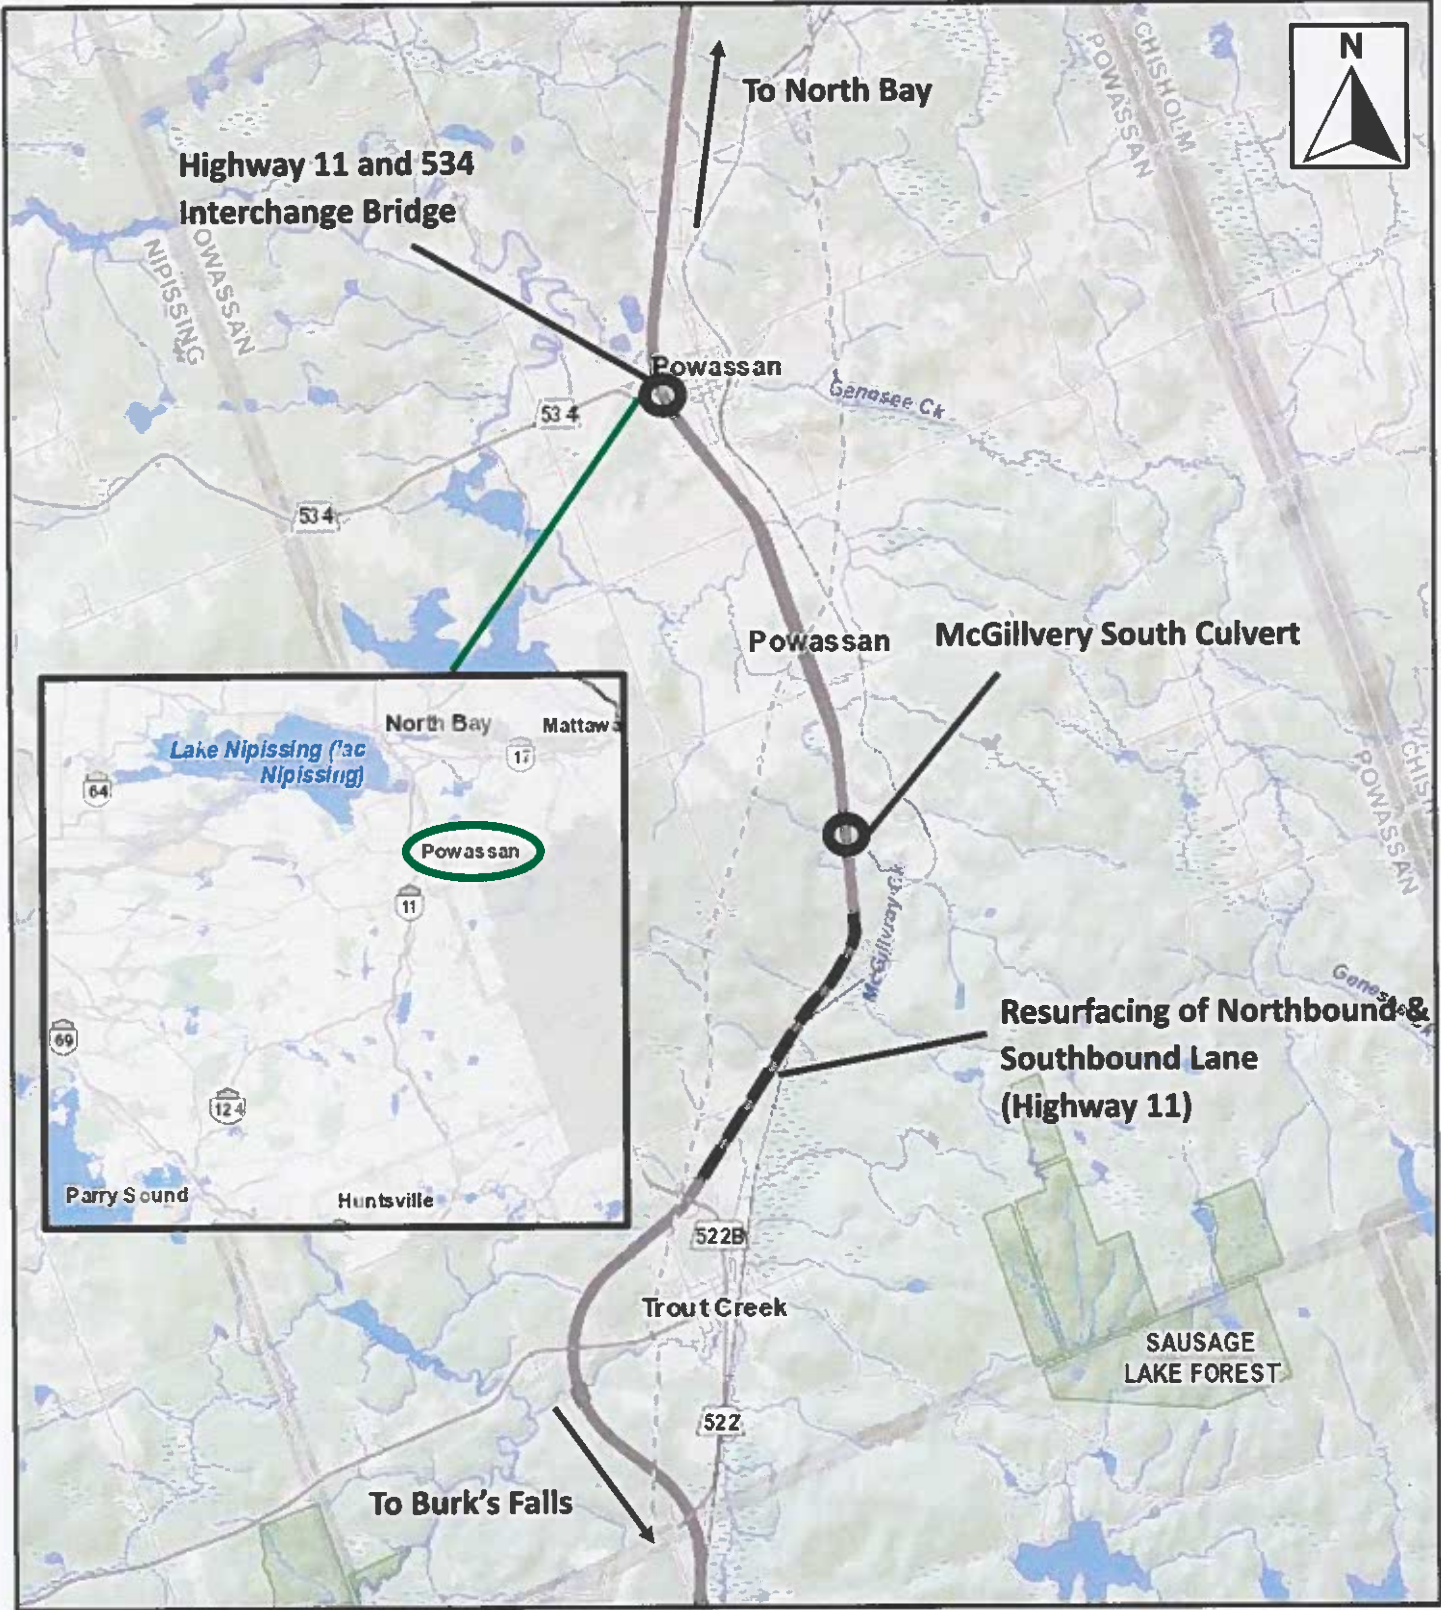 N
To North Bay
CHISHOLM
POWASSAN
Highway 11 and 534
Interchange Bridge
OWASSAN
NIPISSING
Powassan
534
Genesee Ck
534
Powassan
McGillvery South Culvert
North Bay
Mattawa
Lake Nipissing (lac
Nipissing)
17
64
CHISH
POWASSAN
Powassan
11
McGillvray Ck
Resurfacing of Northbound &
Southbound Lane
(Highway 11)
69
124
Parry Sound
Huntsville
522B
Trout Creek
SAUSAGE
LAKE FOREST
522
To Burk's Falls